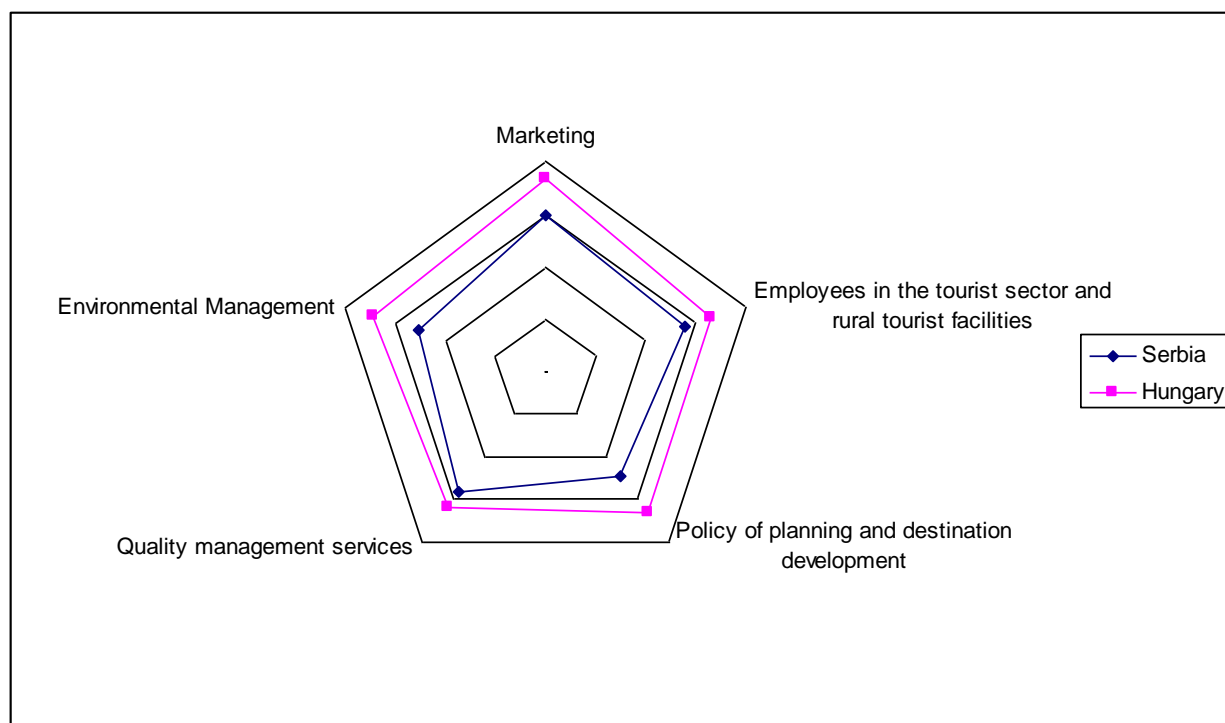 Marketing
Employees in the tourist sector and
rural tourist facilities
Environmental Management
Serbia
Hungary
Policy of planning and destination
development
Quality management services